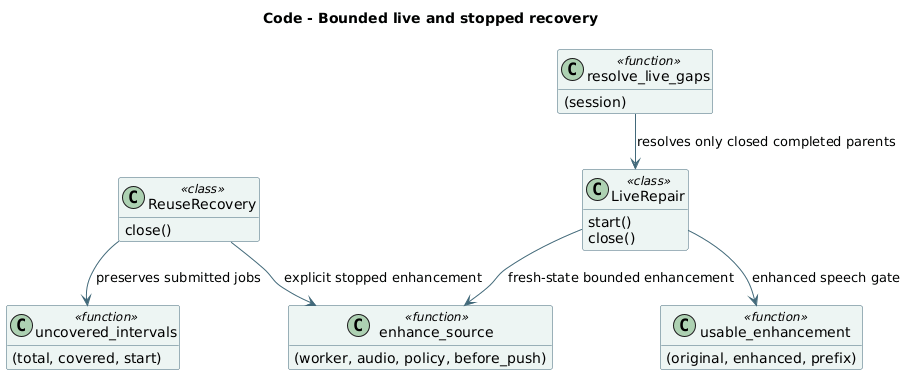 Code - Bounded live and stopped recovery
C
«function»
resolve_live_gaps
(session)
resolves only closed completed parents
C
«class»
ReuseRecovery
close()
C
«class»
LiveRepair
start()
close()
preserves submitted jobs
explicit stopped enhancement
fresh-state bounded enhancement
enhanced speech gate
C
«function»
uncovered_intervals
(total, covered, start)
C
«function»
enhance_source
(worker, audio, policy, before_push)
C
«function»
usable_enhancement
(original, enhanced, prefix)